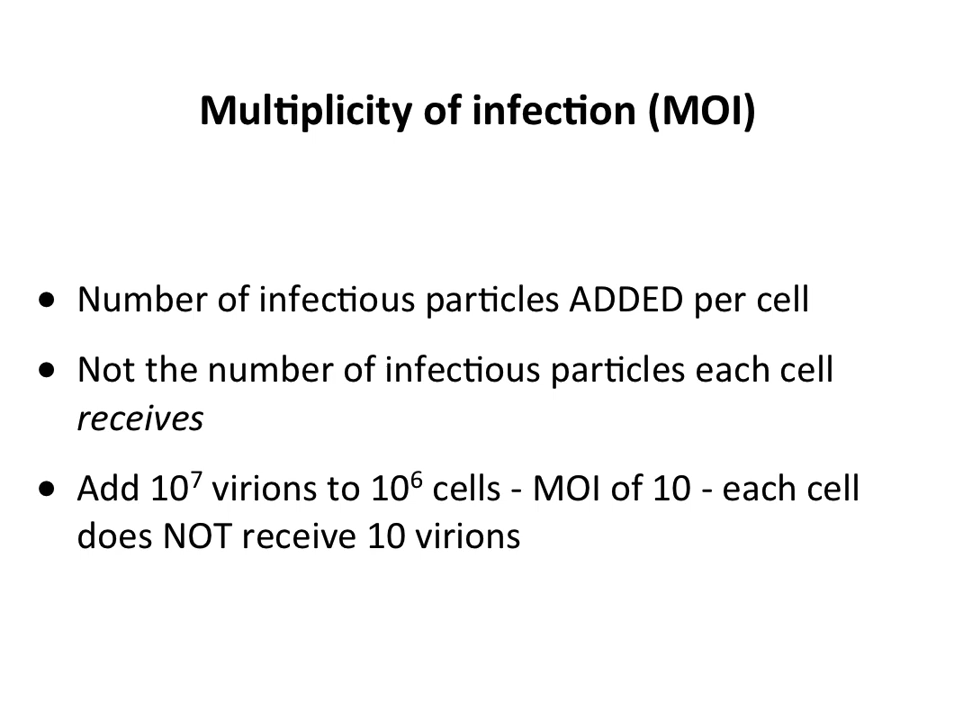 Multiplicity of infection (MOI)
• Number of infectious particles ADDED per cell
• Not the number of infectious particles each cell
receives
• Add 10⁷ virions to 10⁶ cells - MOI of 10 - each cell
does NOT receive 10 virions